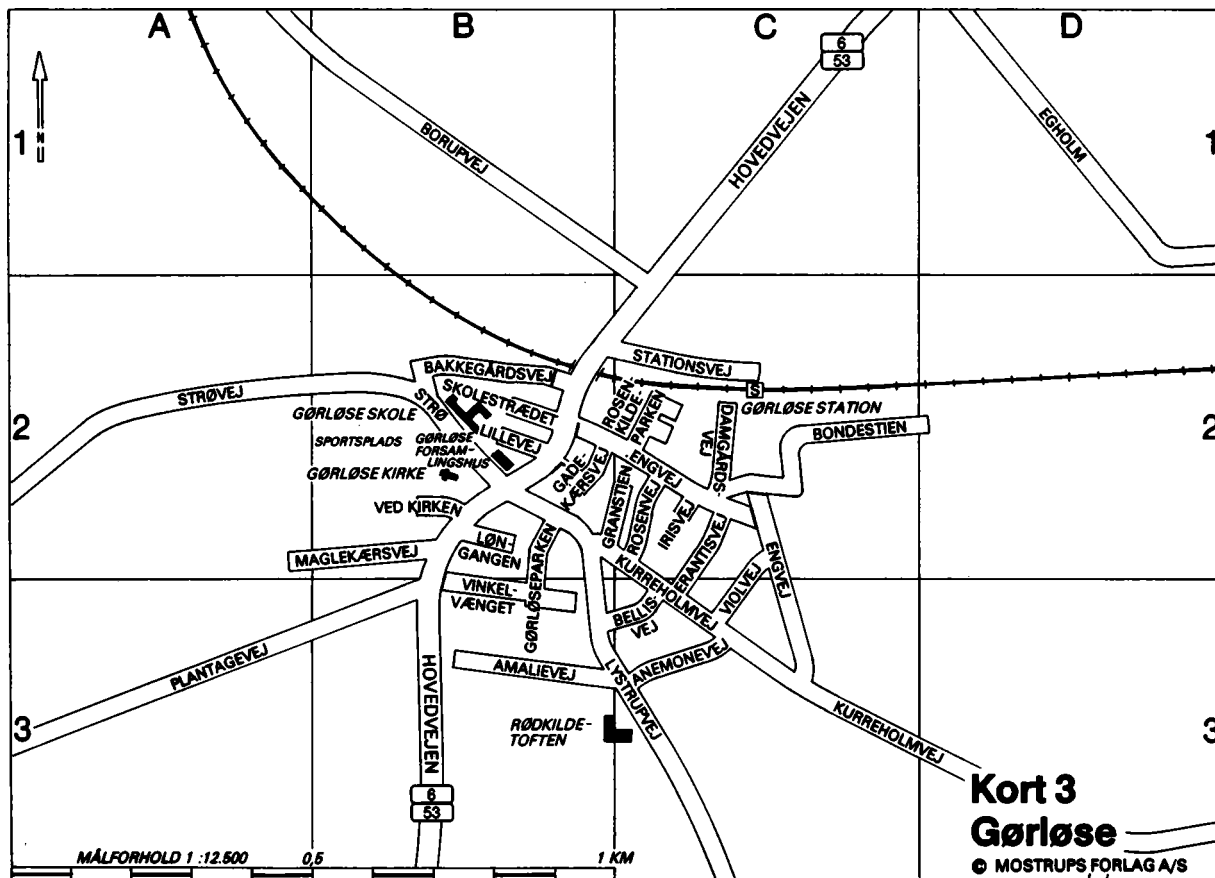 A
B
C
D
6
53
1
N
1
BORUPVEJ
HOVEDVEJEN
EGHOLM
STATIONSVEJ
BAKKEGÅRDSVEJ
STRØVEJ
STRØ
SKOLESTRÆDET
ROSEN-
KILDE-
PARKEN
GØRLØSE SKOLE
GØRLØSE STATION
S
DAMGÅRDS-
VEJ
BONDESTIEN
2
2
LILLEVEJ
SPORTSPLADS
GØRLØSE
FORSAM-
LINGSHUS
GADE-
KÆRSVEJ
ENGVEJ
GØRLØSE KIRKE
GRANSTIEN
ROSENVEJ
IRISVEJ
ERANTISVEJ
VED KIRKEN
LØN-
GANGEN
MAGLEKÆRSVEJ
GØRLØSEPARKEN
KURREHOLMVEJ
VIOLVEJ
ENGVEJ
VINKEL-
VÆNGET
BELLIS-
VEJ
PLANTAGEVEJ
HOVEDVEJEN
AMALIEVEJ
LYSTRUPVEJ
ANEMONEVEJ
3
3
RØDKILDE-
TOFTEN
KURREHOLMVEJ
6
53
Kort 3
Gørløse
© MOSTRUPS FORLAG A/S
MÅLFORHOLD 1 :12.500
0,5
1 KM